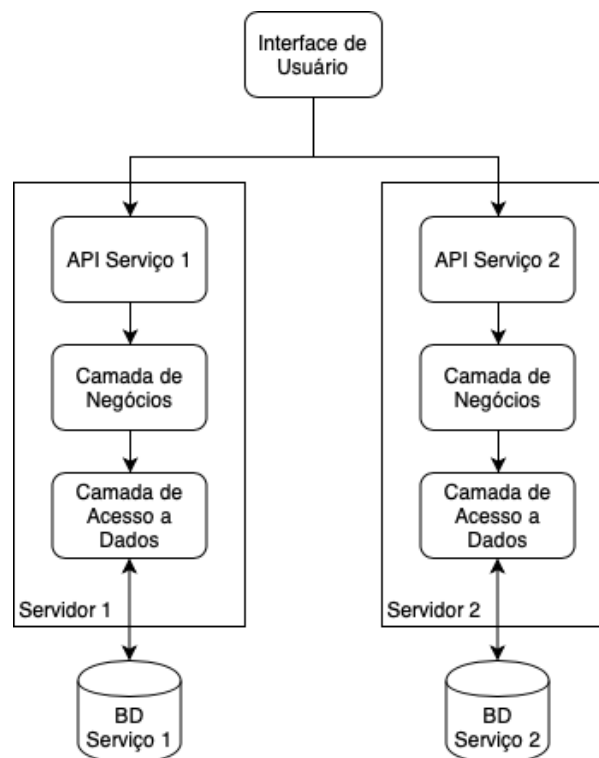 Interface de
Usuário
API Serviço 1
API Serviço 2
Camada de
Negócios
Camada de
Negócios
Camada de
Acesso a
Dados
Camada de
Acesso a
Dados
Servidor 1
Servidor 2
BD
Serviço 1
BD
Serviço 2